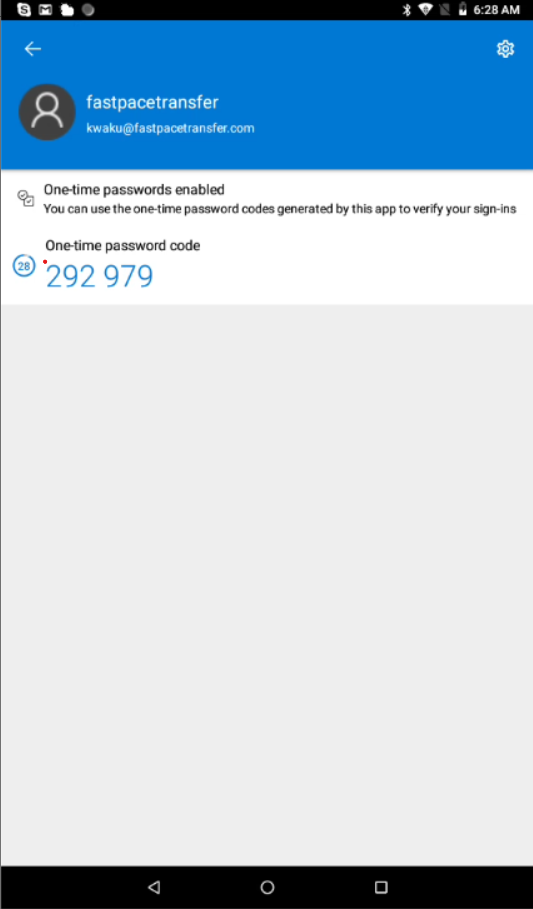 6:28 AM
fastpacetransfer
kwaku@fastpacetransfer.com
One-time passwords enabled
You can use the one-time password codes generated by this app to verify your sign-ins
One-time password code
28
292 979